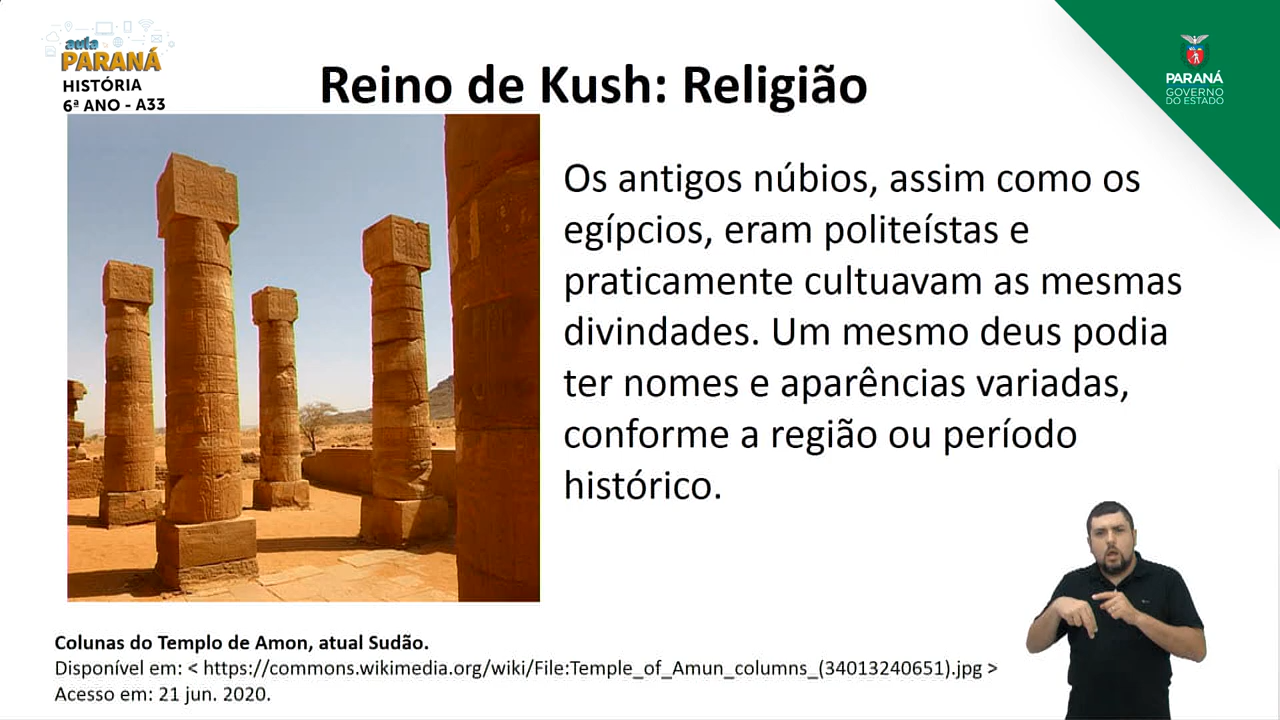 aula
PARANÁ
HISTÓRIA
6º ANO - A33
Reino de Kush: Religião
PARANÁ
GOVERNO
DO ESTADO
Os antigos núbios, assim como os
egípcios, eram politeístas e
praticamente cultuavam as mesmas
divindades. Um mesmo deus podia
ter nomes e aparências variadas,
conforme a região ou período
histórico.
Colunas do Templo de Amon, atual Sudão.
Disponível em: < https://commons.wikimedia.org/wiki/File:Temple_of_Amun_columns_(34013240651).jpg >
Acesso em: 21 jun. 2020.